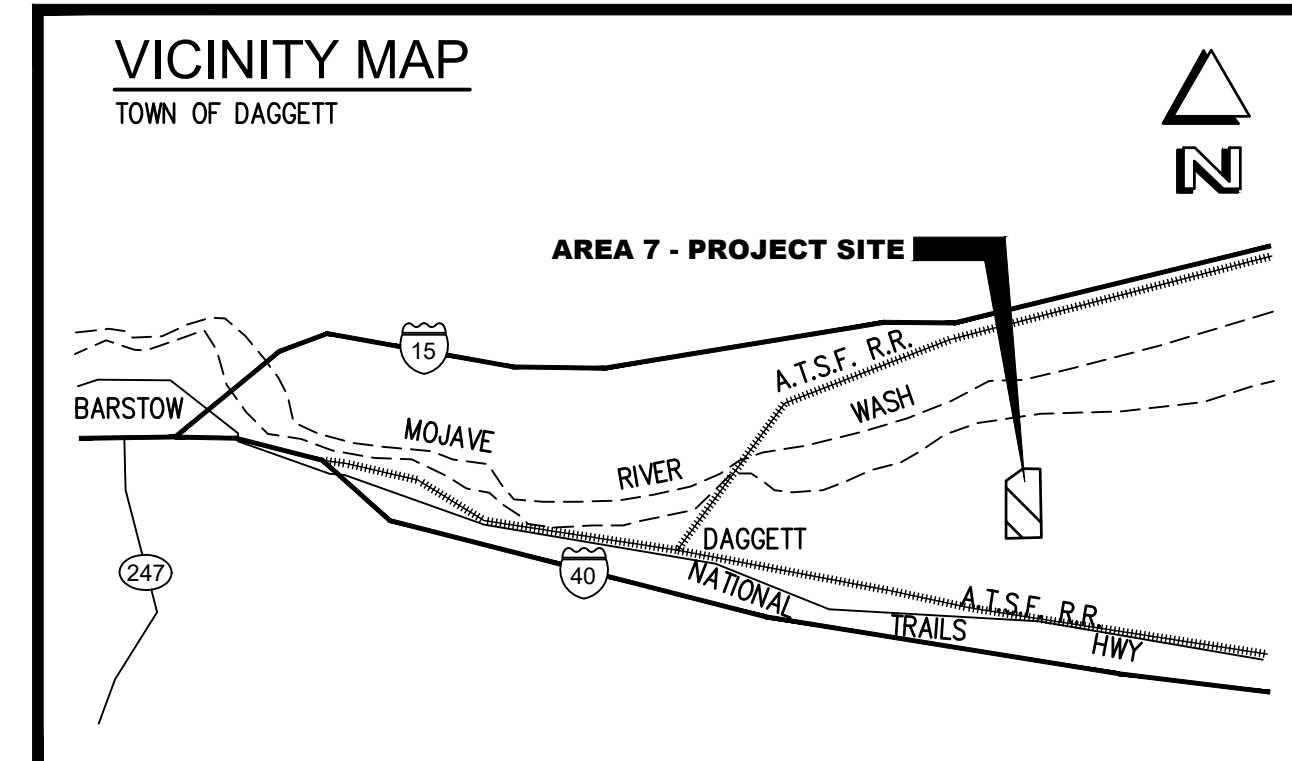 VICINITY MAP
TOWN OF DAGGETT
N
AREA 7 - PROJECT SITE
15
A.T.S.F. R.R.
WASH
BARSTOW
MOJAVE
RIVER
DAGGETT
247
40
NATIONAL
A.T.S.F. R.R.
TRAILS
HWY